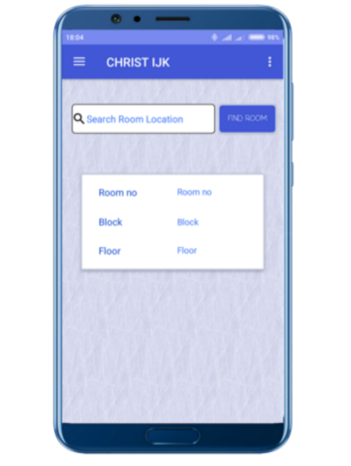 18:04
98%
CHRIST IJK
Search Room Location
FIND ROOM
Room no Room no
Block Block
Floor Floor